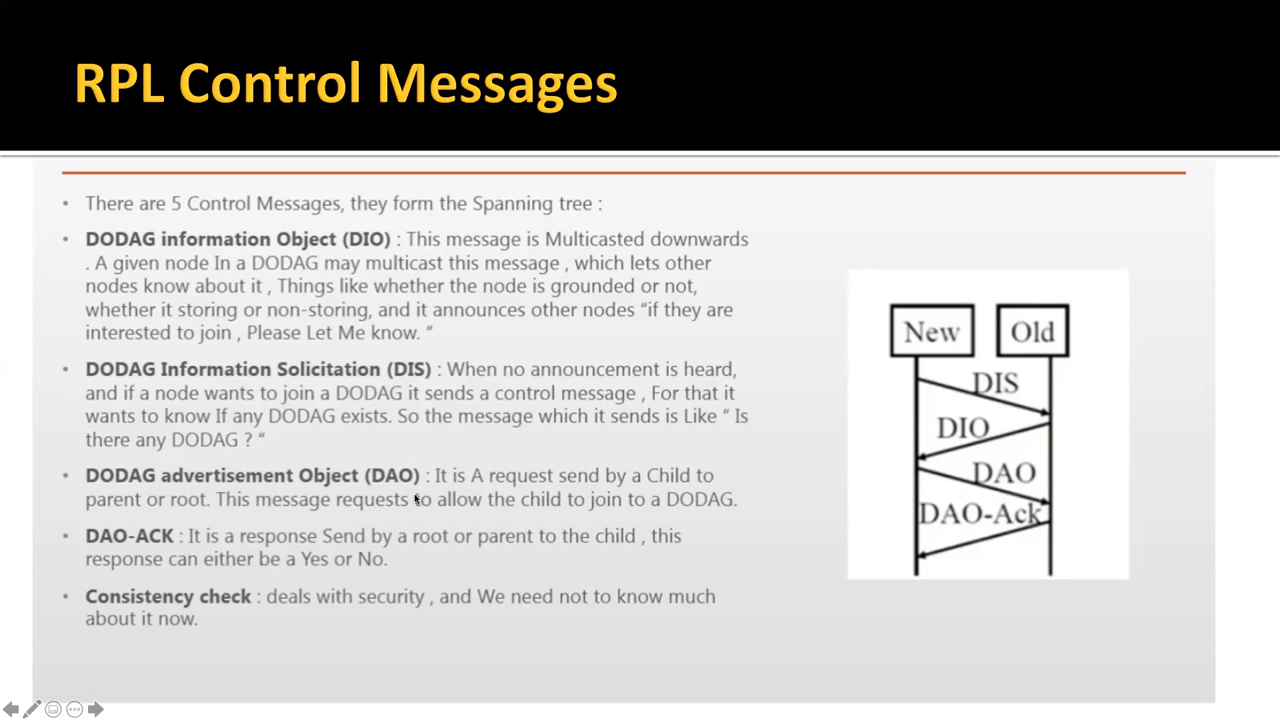 RPL Control Messages
• There are 5 Control Messages, they form the Spanning tree :
• DODAG information Object (DIO) : This message is Multicasted downwards
. A given node In a DODAG may multicast this message , which lets other
nodes know about it , Things like whether the node is grounded or not,
whether it storing or non-storing, and it announces other nodes “if they are
interested to join , Please Let Me know. “
• DODAG Information Solicitation (DIS) : When no announcement is heard,
and if a node wants to join a DODAG it sends a control message , For that it
wants to know If any DODAG exists. So the message which it sends is Like “ Is
there any DODAG ? “
• DODAG advertisement Object (DAO) : It is A request send by a Child to
parent or root. This message requests to allow the child to join to a DODAG.
• DAO-ACK : It is a response Send by a root or parent to the child , this
response can either be a Yes or No.
• Consistency check : deals with security , and We need not to know much
about it now.
New Old
DIS
DIO
DAO
DAO-Ack